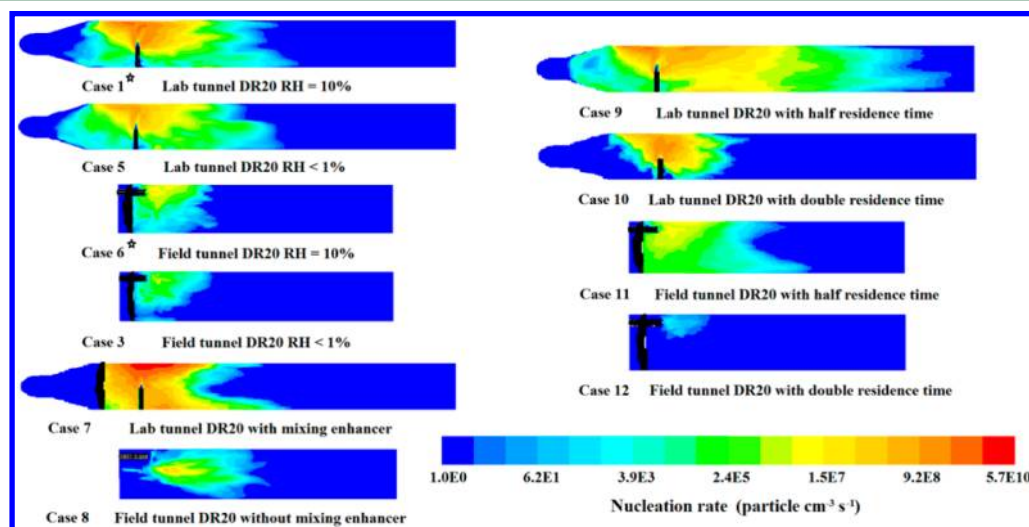 Case 1☆ Lab tunnel DR20 RH = 10%
Case 5 Lab tunnel DR20 RH < 1%
Case 6☆ Field tunnel DR20 RH = 10%
Case 3 Field tunnel DR20 RH < 1%
Case 7 Lab tunnel DR20 with mixing enhancer
Case 8 Field tunnel DR20 without mixing enhancer
Case 9 Lab tunnel DR20 with half residence time
Case 10 Lab tunnel DR20 with double residence time
Case 11 Field tunnel DR20 with half residence time
Case 12 Field tunnel DR20 with double residence time
1.0E0 6.2E1 3.9E3 2.4E5 1.5E7 9.2E8 5.7E10
Nucleation rate (particle cm⁻³ s⁻¹)